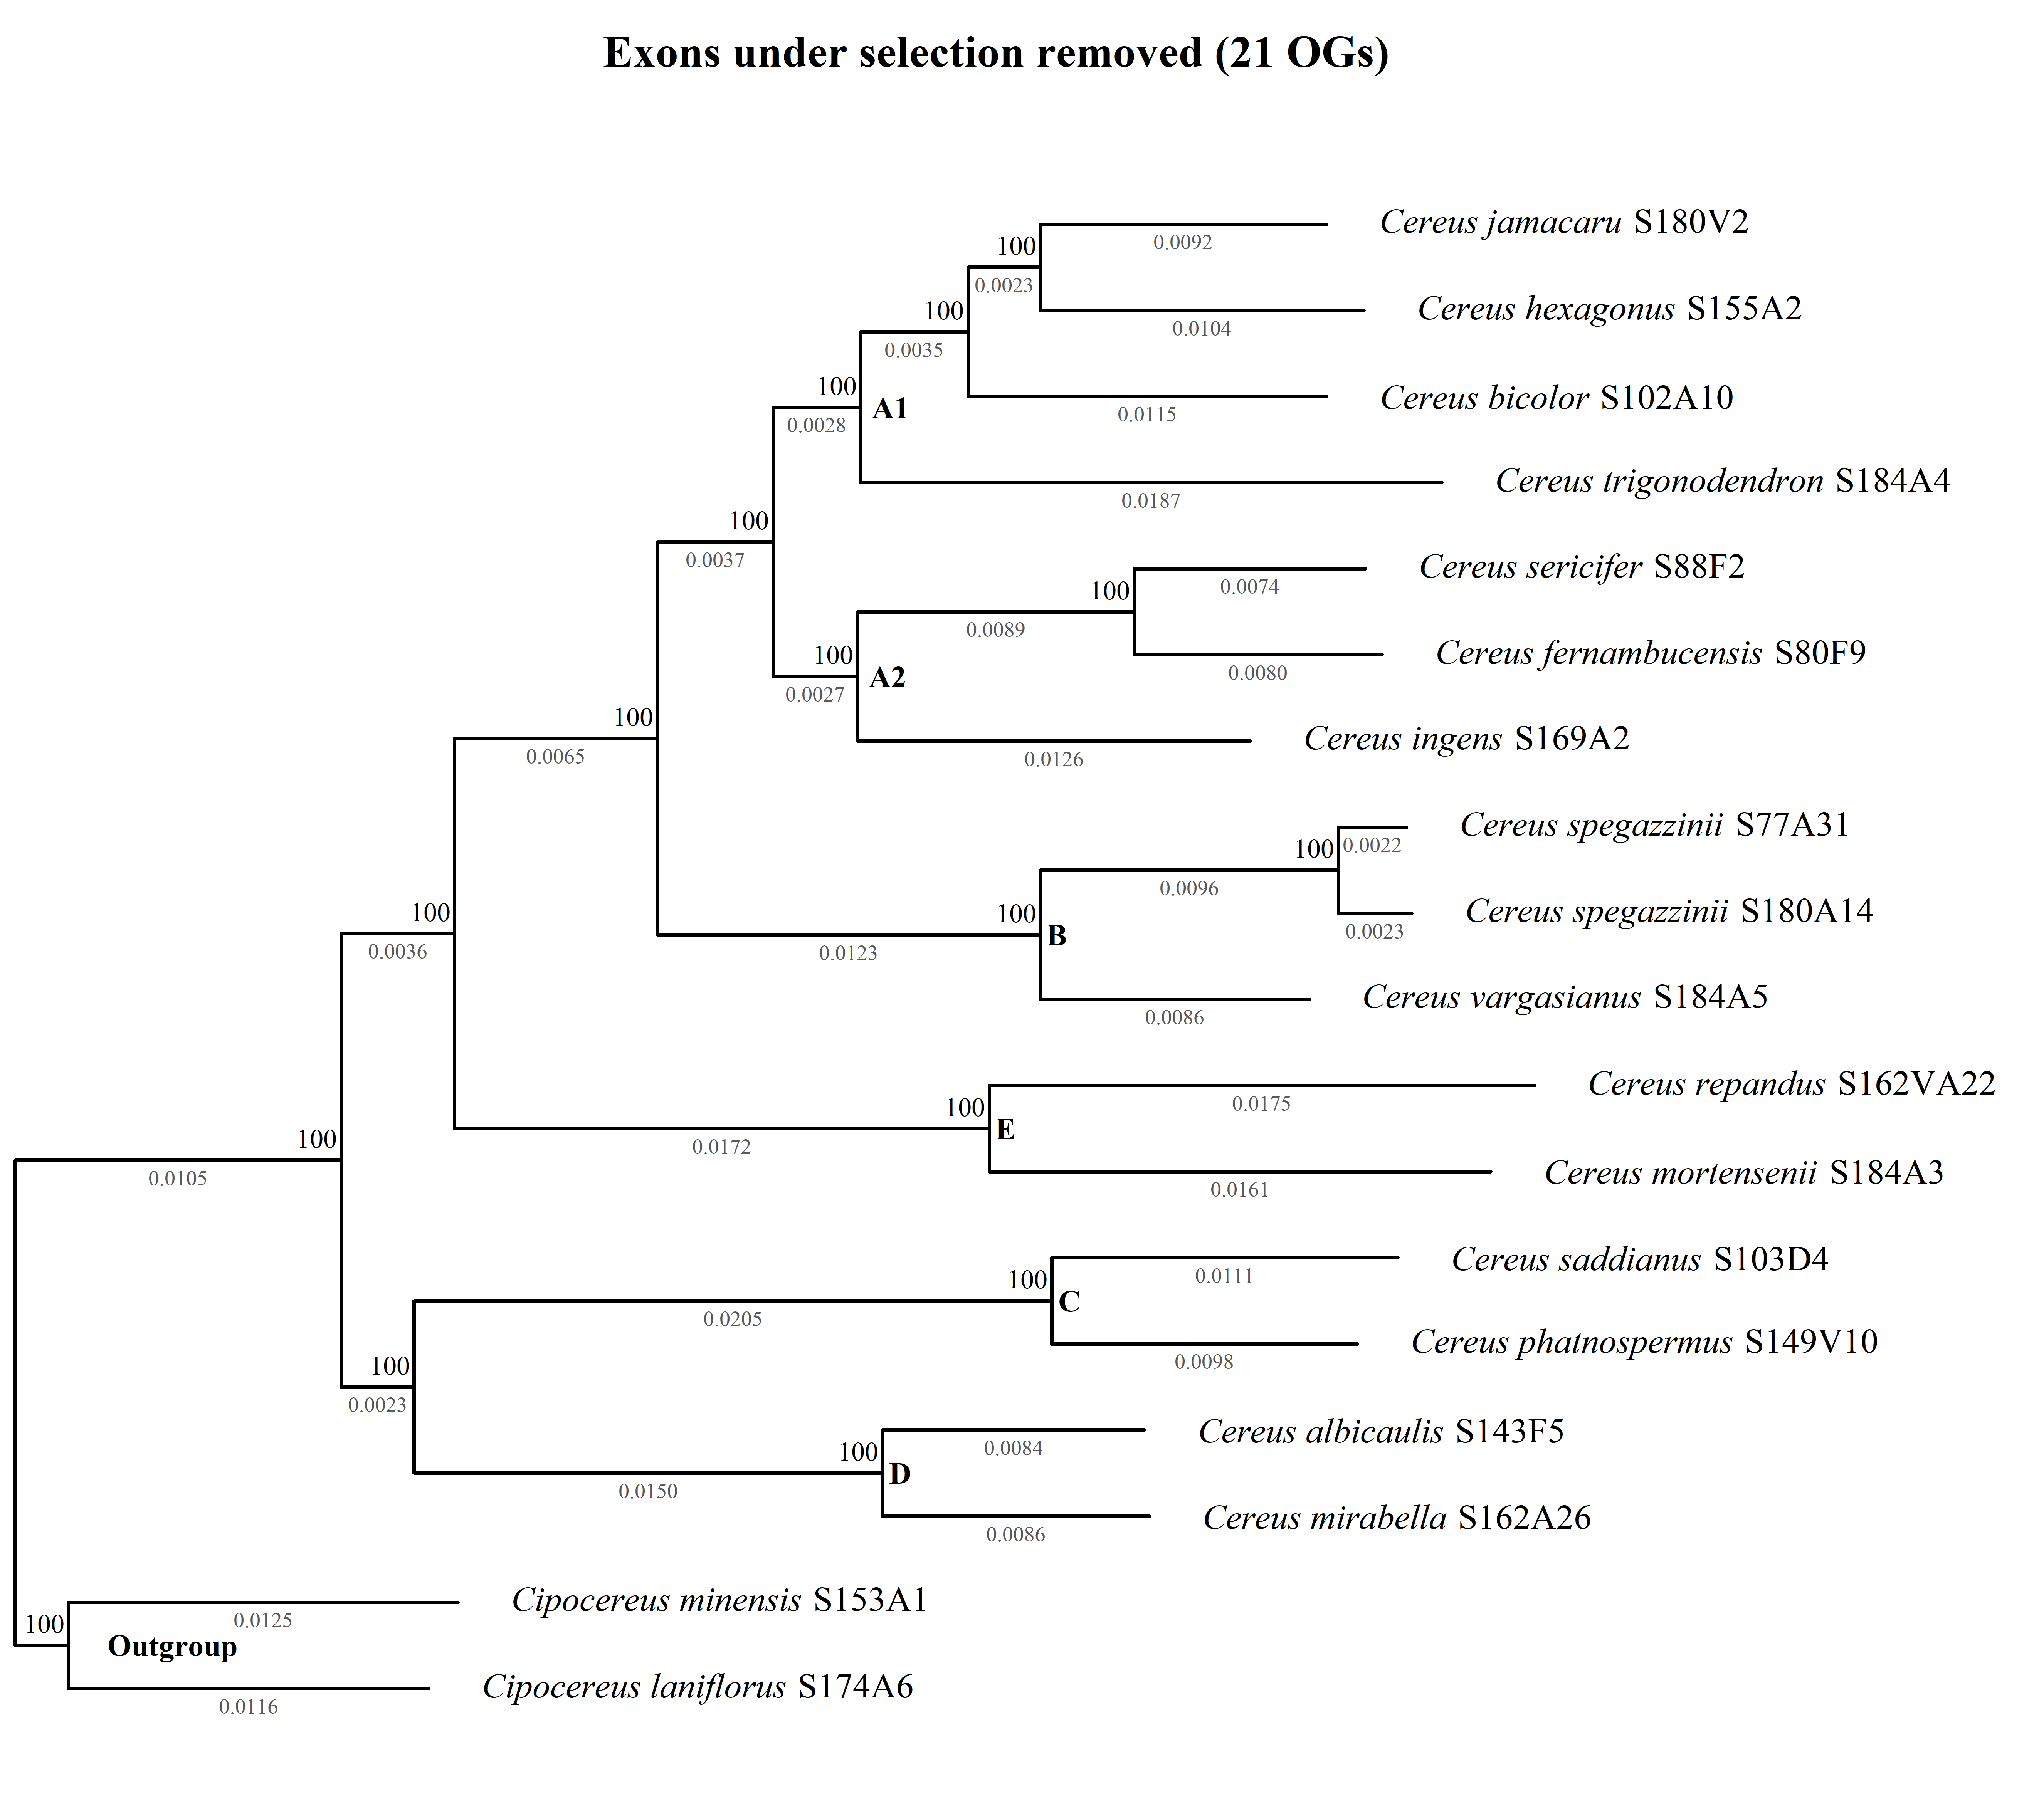 Exons under selection removed (21 OGs)
Cereus jamacaru S180V2
100
0.0092
0.0023
Cereus hexagonus S155A2
100
0.0104
0.0035
100
Cereus bicolor S102A10
A1
0.0115
0.0028
Cereus trigonodendron S184A4
0.0187
100
0.0037
Cereus sericifer S88F2
100
0.0074
0.0089
Cereus fernambucensis S80F9
100
0.0080
A2
0.0027
100
Cereus ingens S169A2
0.0065
0.0126
Cereus spegazzinii S77A31
100
0.0022
0.0096
Cereus spegazzinii S180A14
100
100
0.0023
B
0.0036
0.0123
Cereus vargasianus S184A5
0.0086
Cereus repandus S162VA22
100
0.0175
E
100
0.0172
Cereus mortensenii S184A3
0.0105
0.0161
Cereus saddianus S103D4
100
0.0111
C
0.0205
Cereus phatnospermus S149V10
100
0.0098
0.0023
Cereus albicaulis S143F5
100
0.0084
D
0.0150
Cereus mirabella S162A26
0.0086
Cipocereus minensis S153A1
100
0.0125
Outgroup
Cipocereus laniflorus S174A6
0.0116